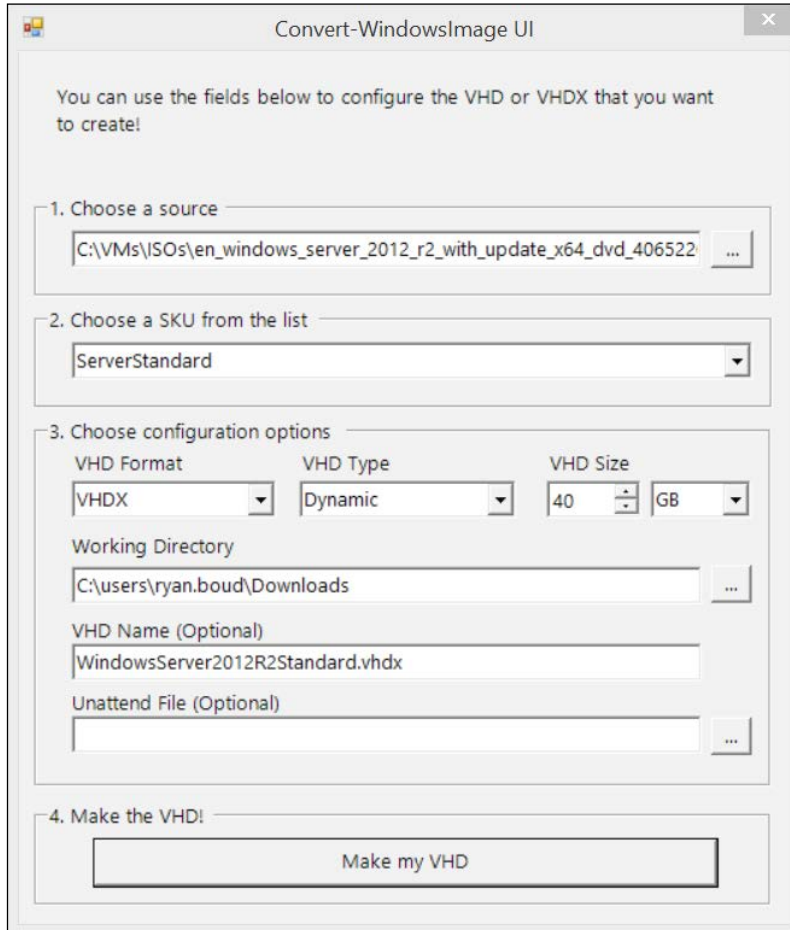 Convert-WindowsImage UI
You can use the fields below to configure the VHD or VHDX that you want
to create!
1. Choose a source
C:\VMs\ISOs\en_windows_server_2012_r2_with_update_x64_dvd_4065220
...
2. Choose a SKU from the list
ServerStandard
3. Choose configuration options
VHD Format VHD Type VHD Size
VHDX Dynamic 40 GB
Working Directory
C:\users\ryan.boud\Downloads
...
VHD Name (Optional)
WindowsServer2012R2Standard.vhdx
Unattend File (Optional)
...
4. Make the VHD!
Make my VHD